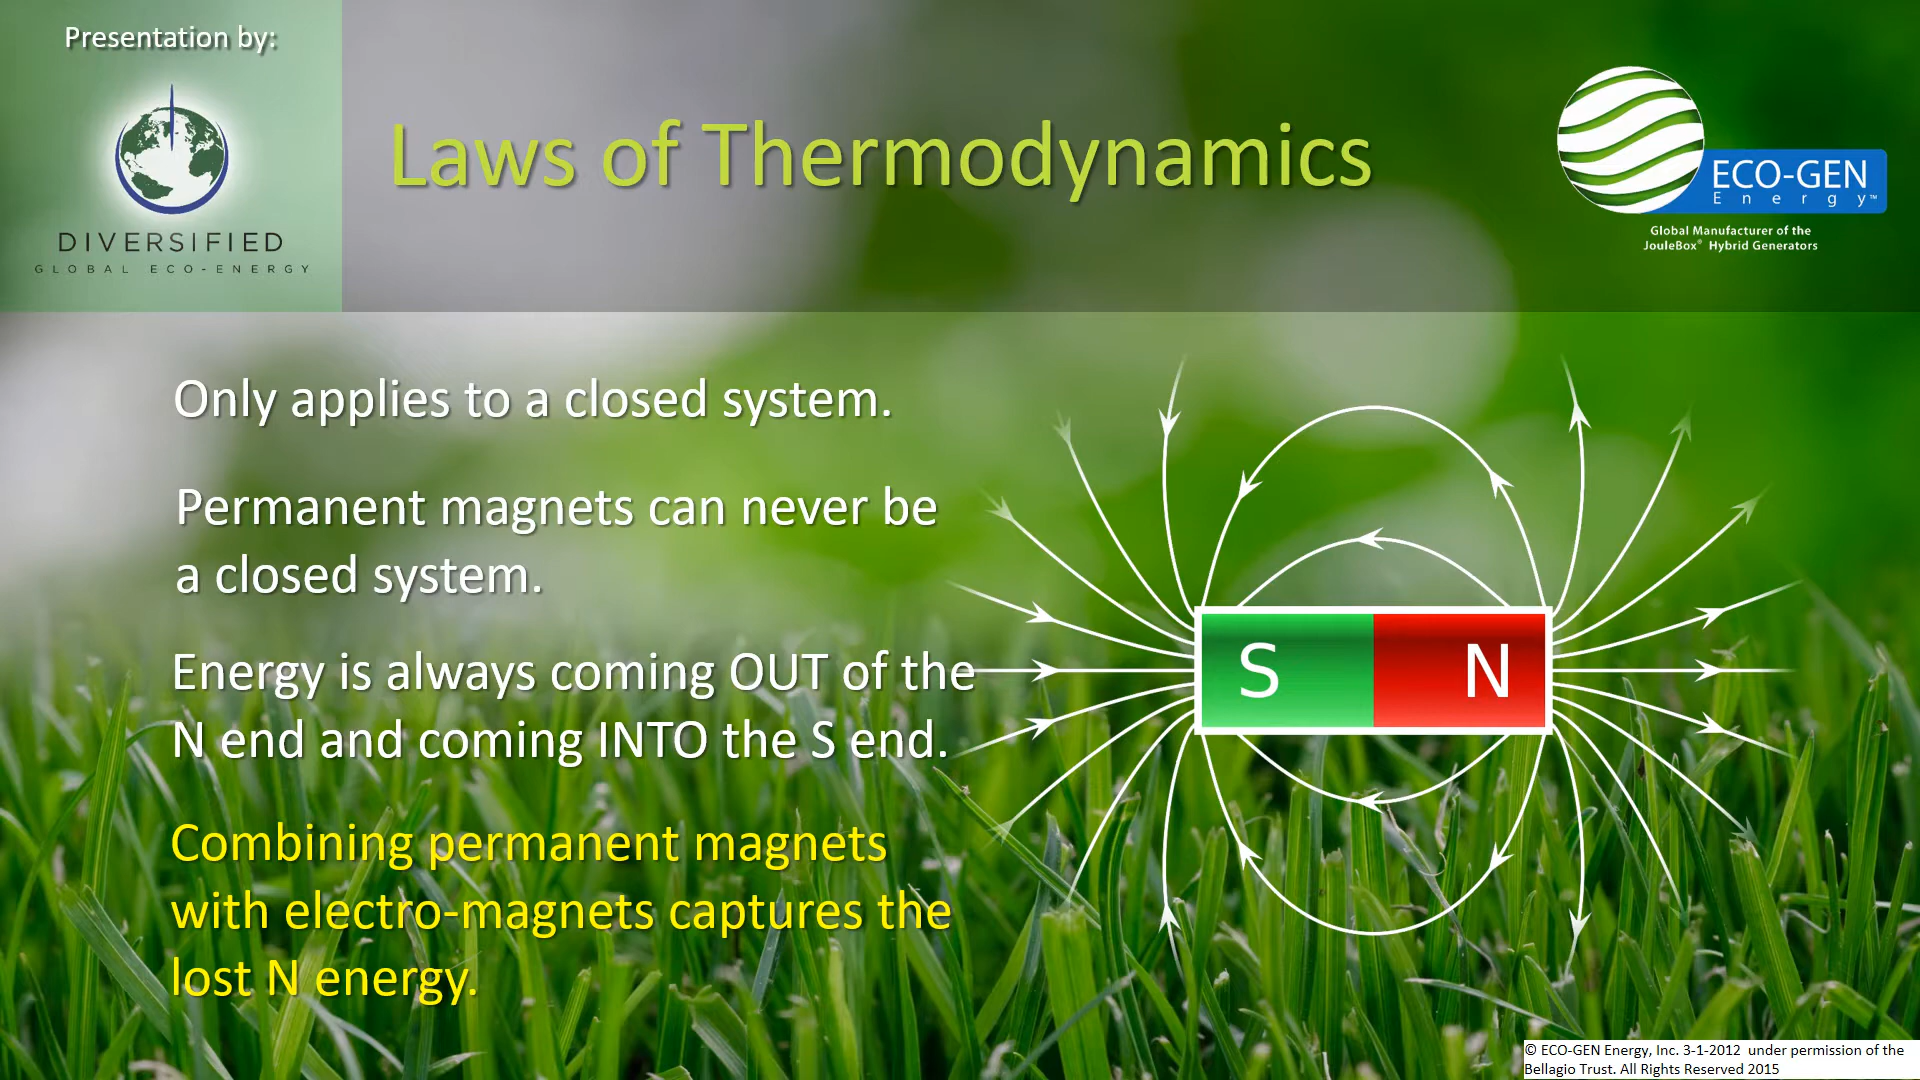 Presentation by:
DIVERSIFIED
GLOBAL ECO-ENERGY
Laws of Thermodynamics
ECO-GEN
Energy™
Global Manufacturer of the
JouleBox® Hybrid Generators
Only applies to a closed system.
Permanent magnets can never be
a closed system.
Energy is always coming OUT of the
N end and coming INTO the S end.
Combining permanent magnets
with electro-magnets captures the
lost N energy.
S N
© ECO-GEN Energy, Inc. 3-1-2012 under permission of the
Bellagio Trust. All Rights Reserved 2015